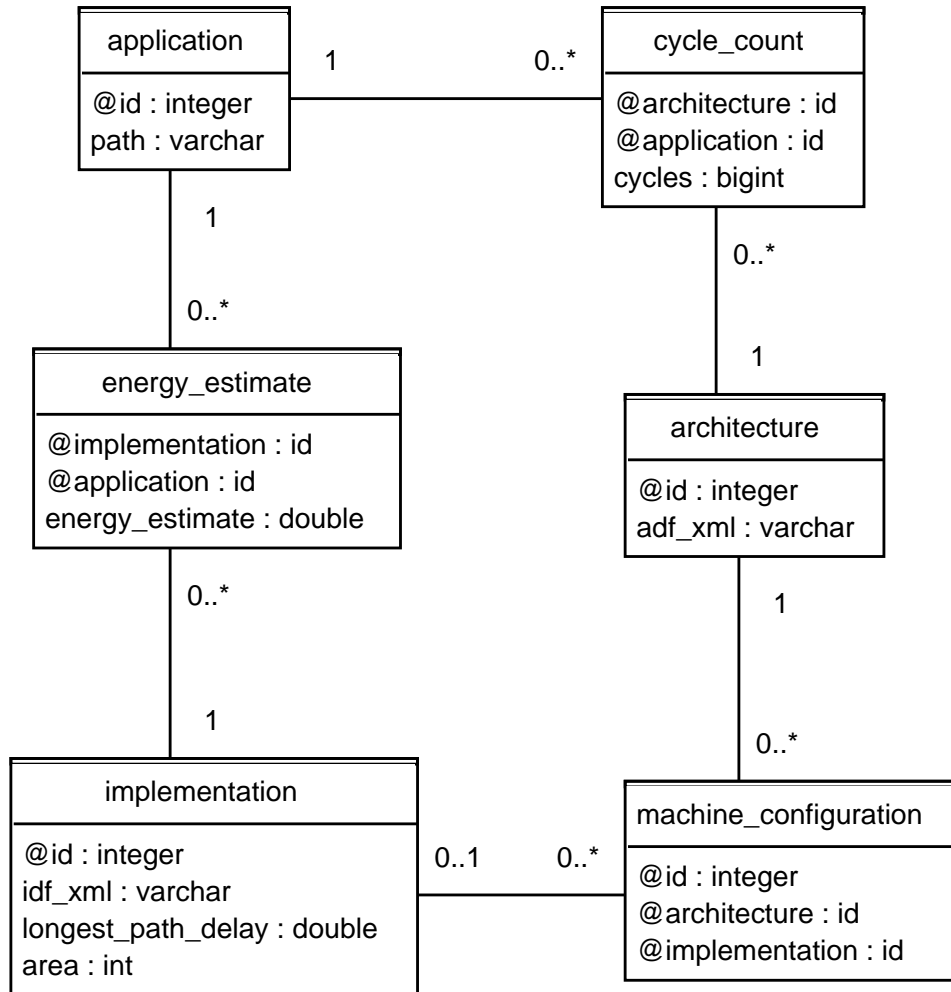 application
@id : integer
path : varchar
1
0..*
cycle_count
@architecture : id
@application : id
cycles : bigint
1
0..*
0..*
1
energy_estimate
@implementation : id
@application : id
energy_estimate : double
architecture
@id : integer
adf_xml : varchar
0..*
1
1
0..*
implementation
@id : integer
idf_xml : varchar
longest_path_delay : double
area : int
0..1
0..*
machine_configuration
@id : integer
@architecture : id
@implementation : id